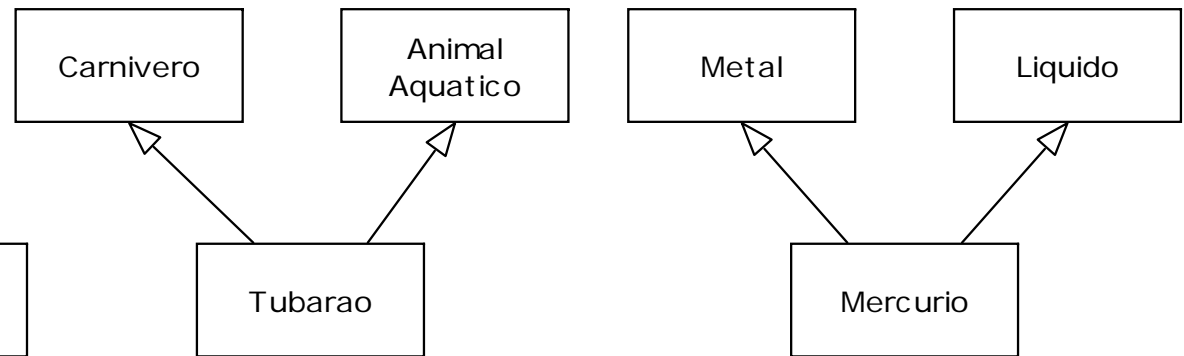 Carnivero
Animal
Aquatico
Metal
Liquido
Tubarao
Mercurio